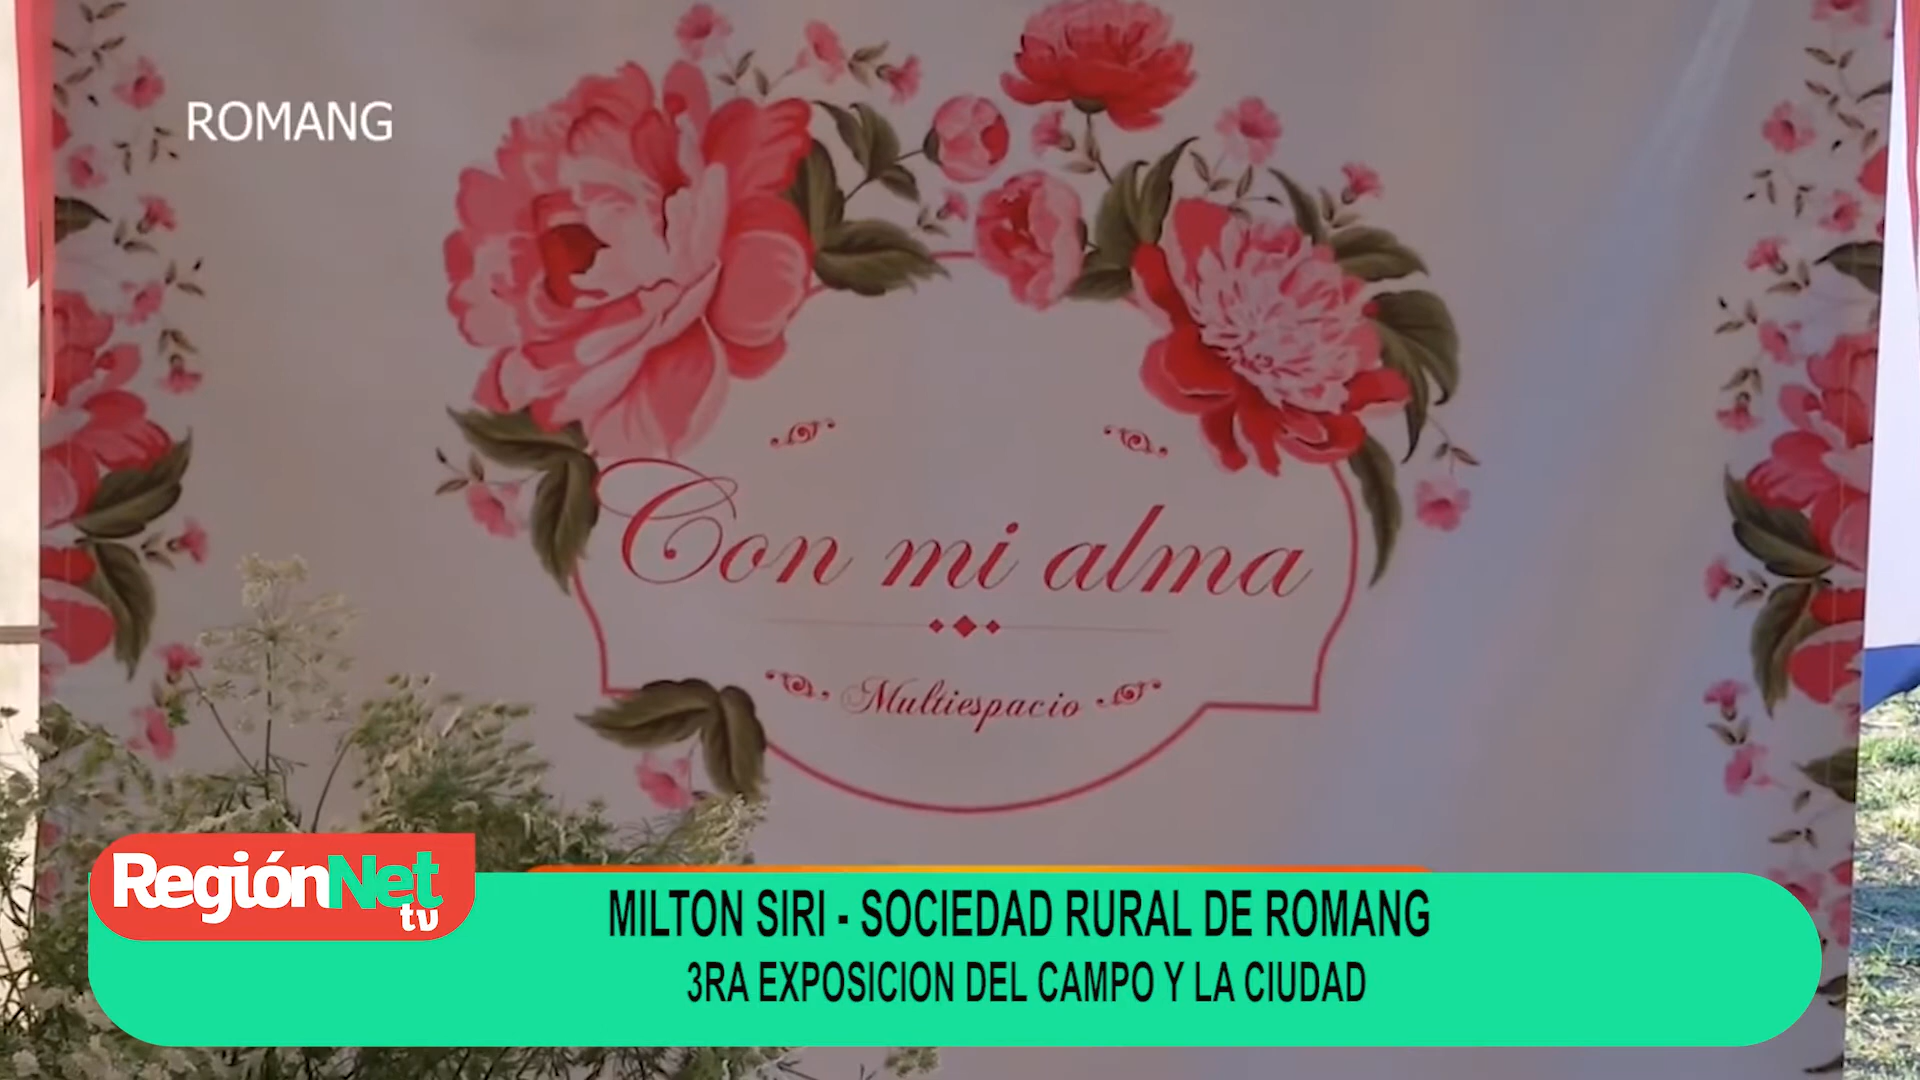 ROMANG
Con mi alma
Multiespacio
RegiónNet
tv
MILTON SIRI - SOCIEDAD RURAL DE ROMANG
3RA EXPOSICION DEL CAMPO Y LA CIUDAD